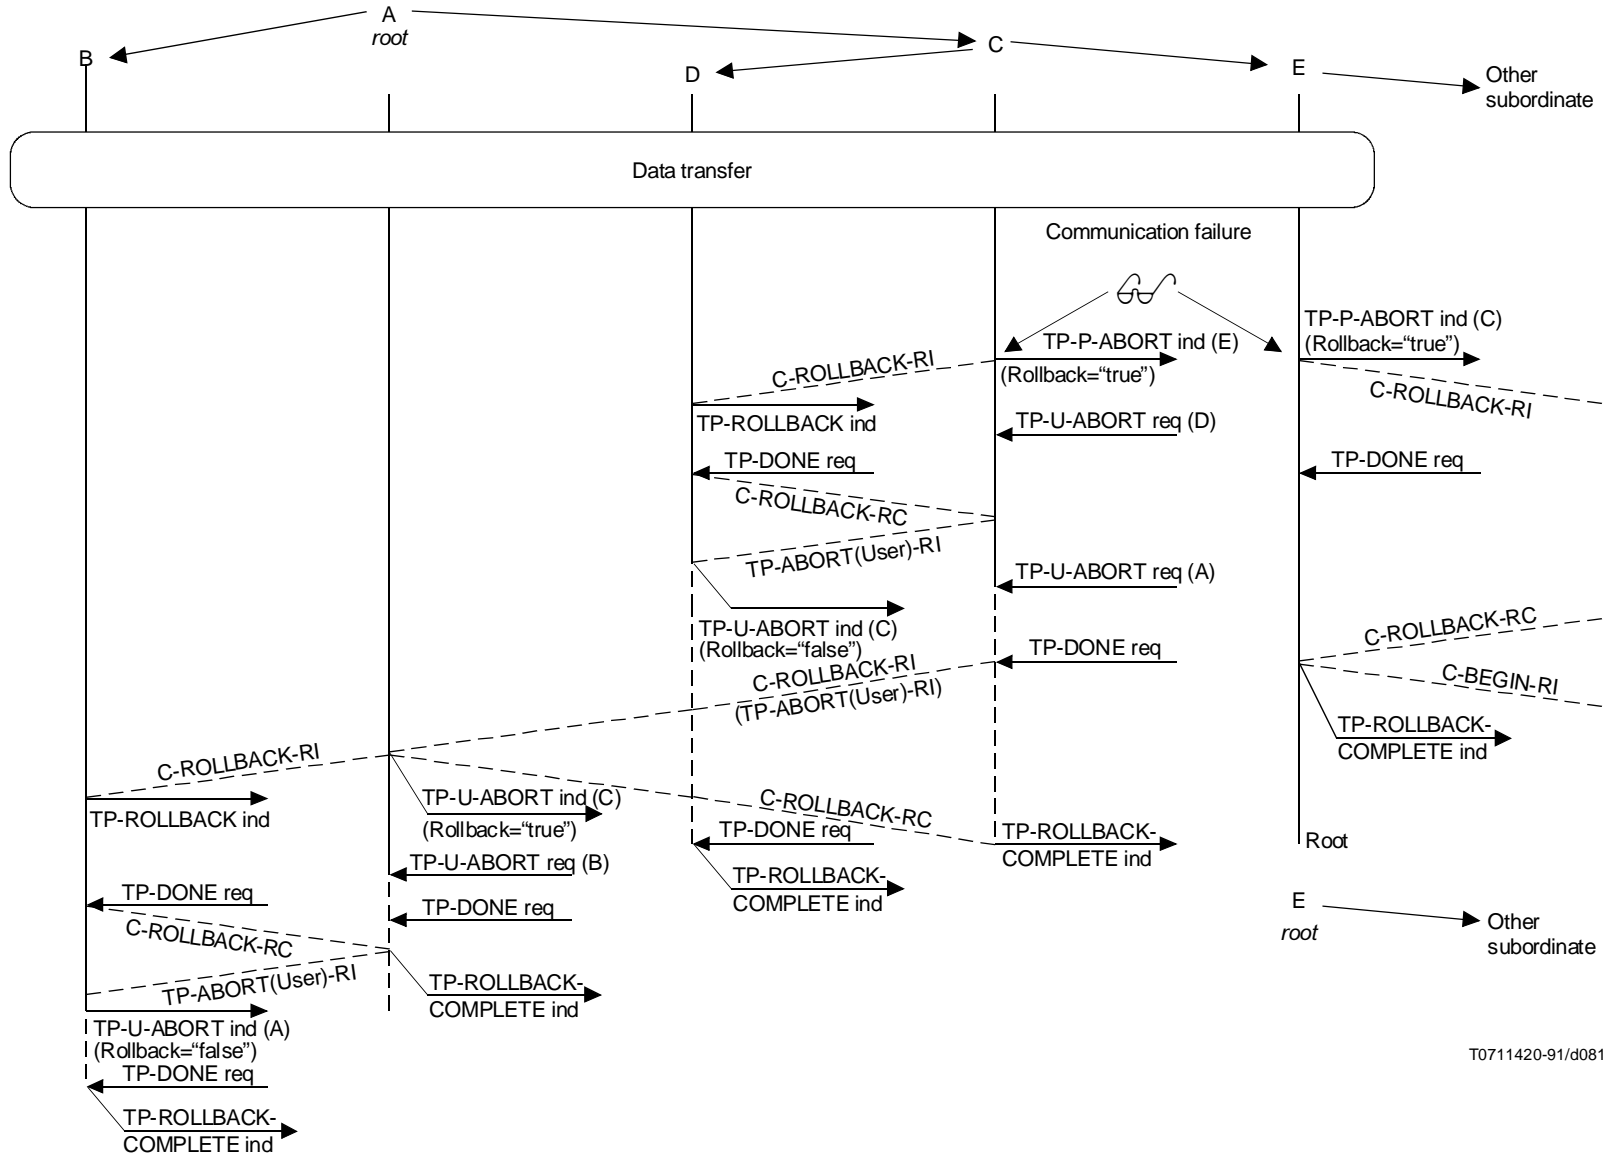 A
root
B
C
D
E
Other
subordinate
Data transfer
Communication failure
TP-P-ABORT ind (C)
(Rollback=“true”)
TP-P-ABORT ind (E)
(Rollback=“true”)
C-ROLLBACK-RI
C-ROLLBACK-RI
TP-ROLLBACK ind
TP-U-ABORT req (D)
TP-DONE req
TP-DONE req
C-ROLLBACK-RC
TP-ABORT(User)-RI
TP-U-ABORT req (A)
TP-U-ABORT ind (C)
(Rollback=“false”)
C-ROLLBACK-RC
TP-DONE req
C-ROLLBACK-RI
(TP-ABORT(User)-RI)
C-BEGIN-RI
TP-ROLLBACK-
COMPLETE ind
C-ROLLBACK-RI
TP-ROLLBACK ind
TP-U-ABORT ind (C)
(Rollback=“true”)
C-ROLLBACK-RC
TP-DONE req
TP-ROLLBACK-
COMPLETE ind
Root
TP-U-ABORT req (B)
TP-ROLLBACK-
COMPLETE ind
TP-DONE req
TP-DONE req
E
root
Other
subordinate
C-ROLLBACK-RC
TP-ABORT(User)-RI
TP-ROLLBACK-
COMPLETE ind
TP-U-ABORT ind (A)
(Rollback=“false”)
T0711420-91/d081
TP-DONE req
TP-ROLLBACK-
COMPLETE ind